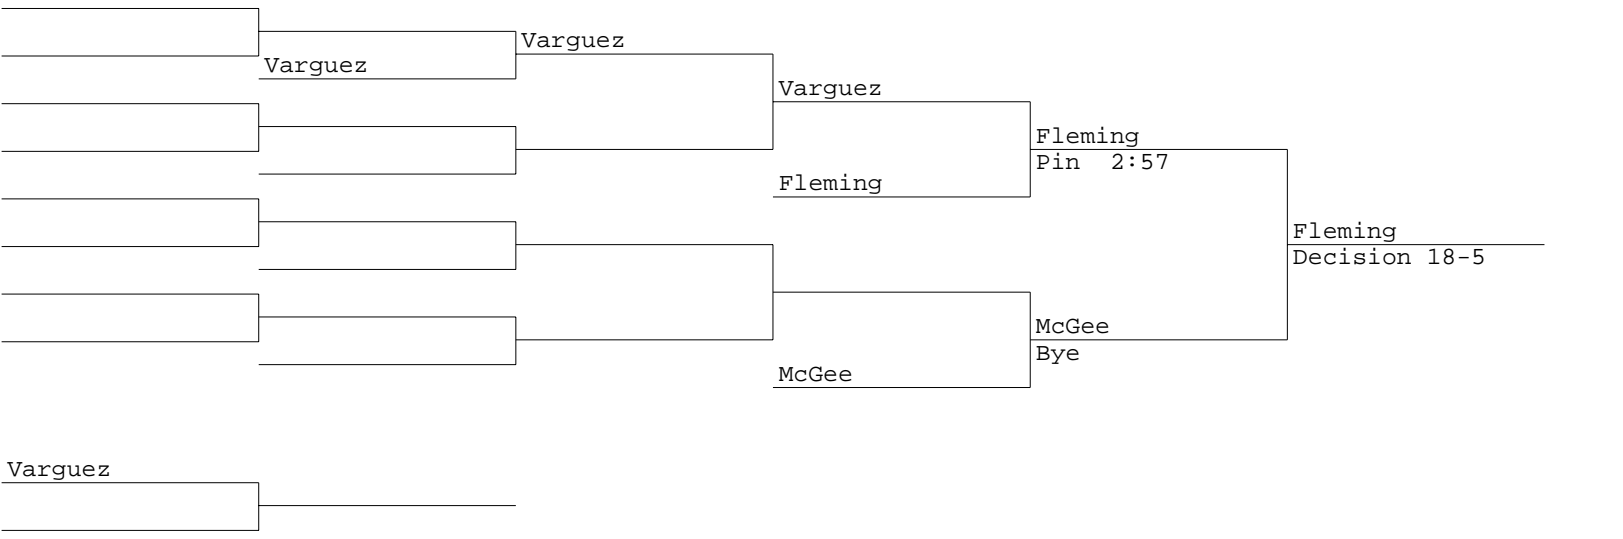 Varguez
Varguez
Varguez
Fleming
Pin  2:57
Fleming
Fleming
Decision 18-5
McGee
Bye
McGee
Varguez